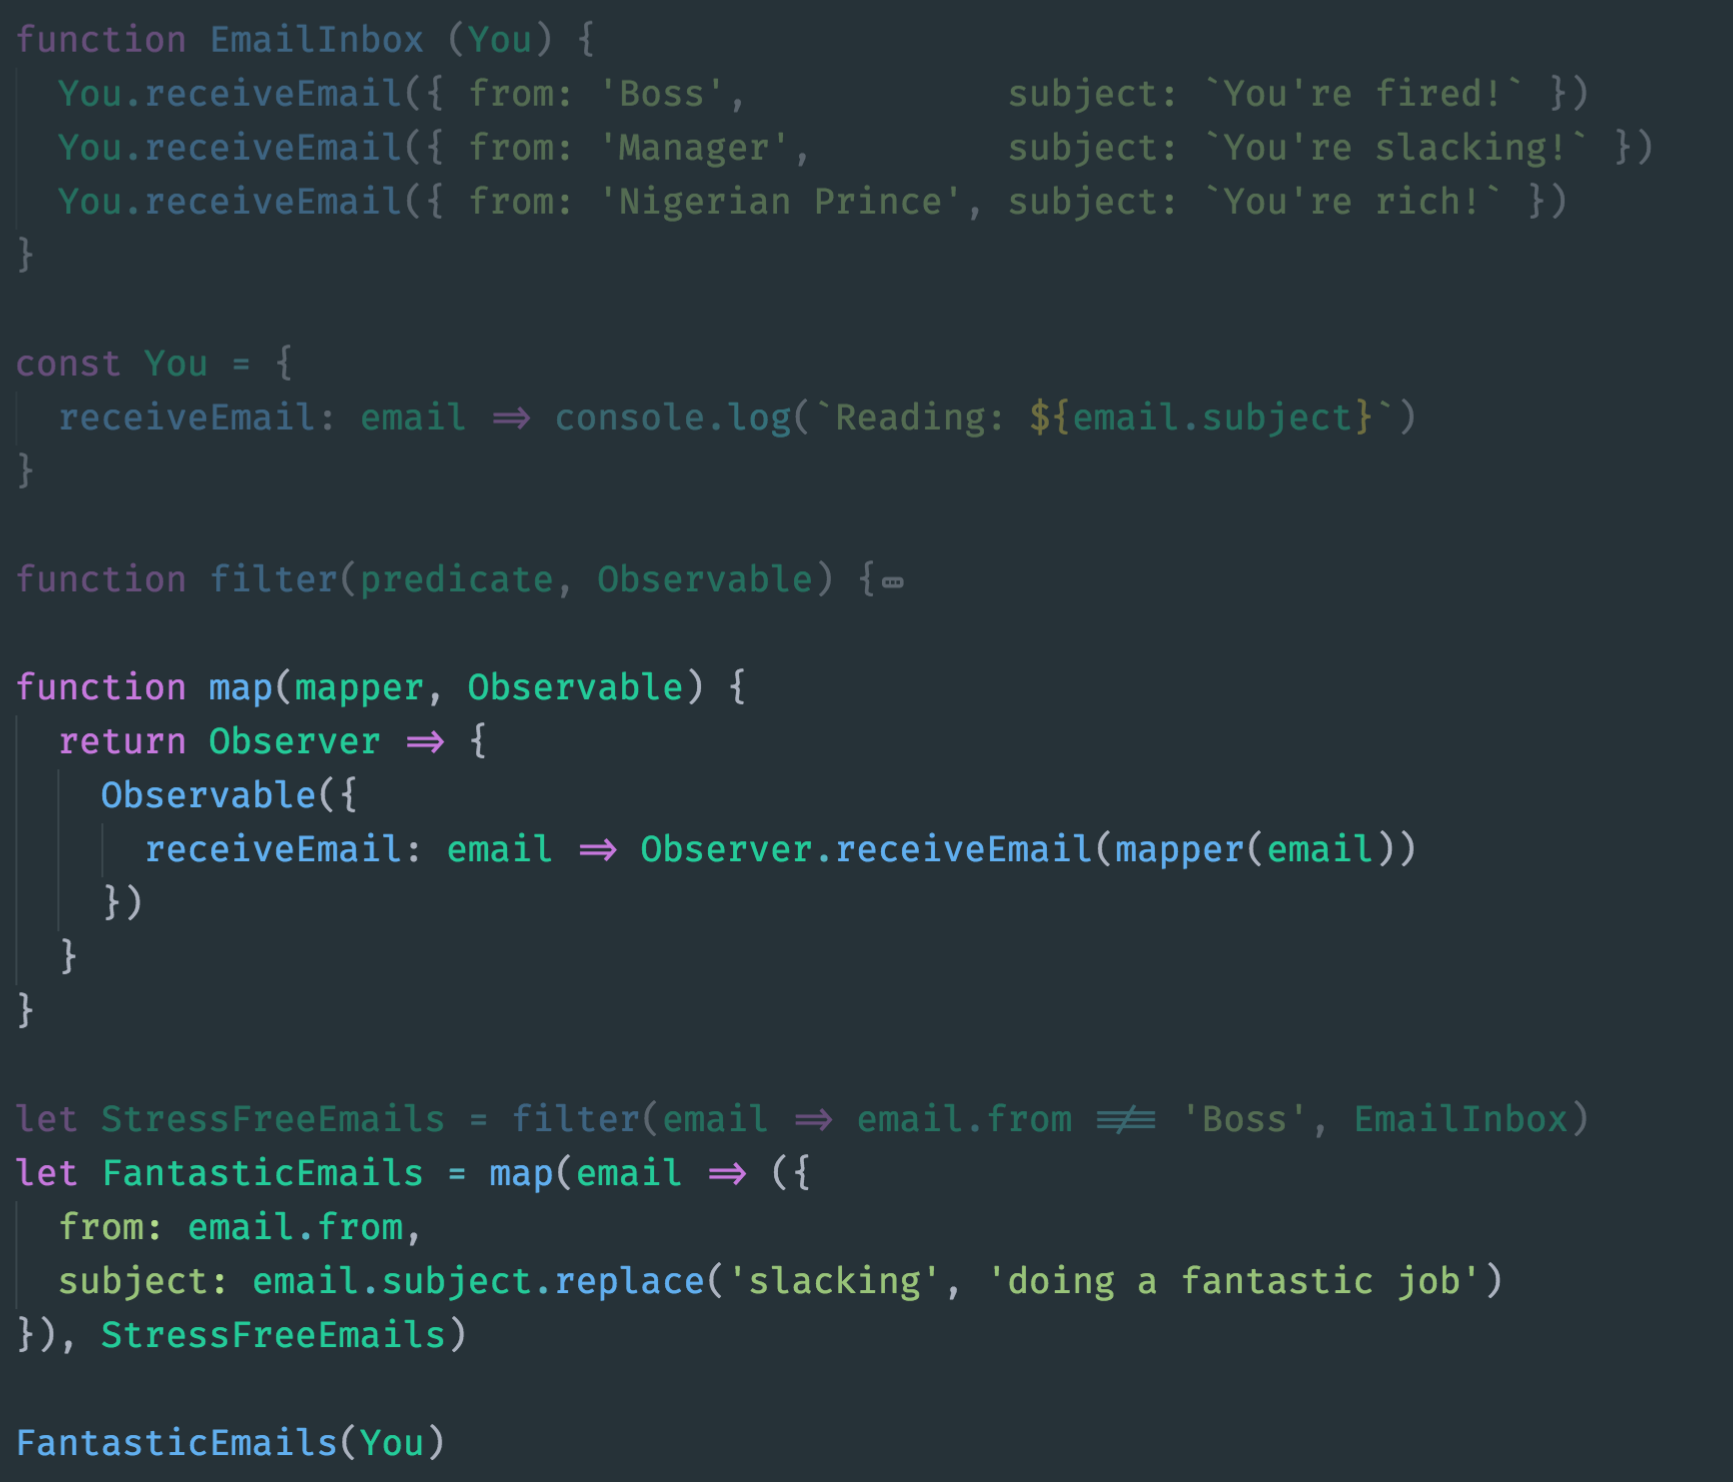 function EmailInbox (You) {
  You.receiveEmail({ from: 'Boss',            subject: `You're fired!` })
  You.receiveEmail({ from: 'Manager',         subject: `You're slacking!` })
  You.receiveEmail({ from: 'Nigerian Prince', subject: `You're rich!` })
}

const You = {
  receiveEmail: email => console.log(`Reading: ${email.subject}`)
}

function filter(predicate, Observable) {…

function map(mapper, Observable) {
  return Observer => {
    Observable({
      receiveEmail: email => Observer.receiveEmail(mapper(email))
    })
  }
}

let StressFreeEmails = filter(email => email.from !== 'Boss', EmailInbox)
let FantasticEmails = map(email => ({
  from: email.from,
  subject: email.subject.replace('slacking', 'doing a fantastic job')
}), StressFreeEmails)

FantasticEmails(You)